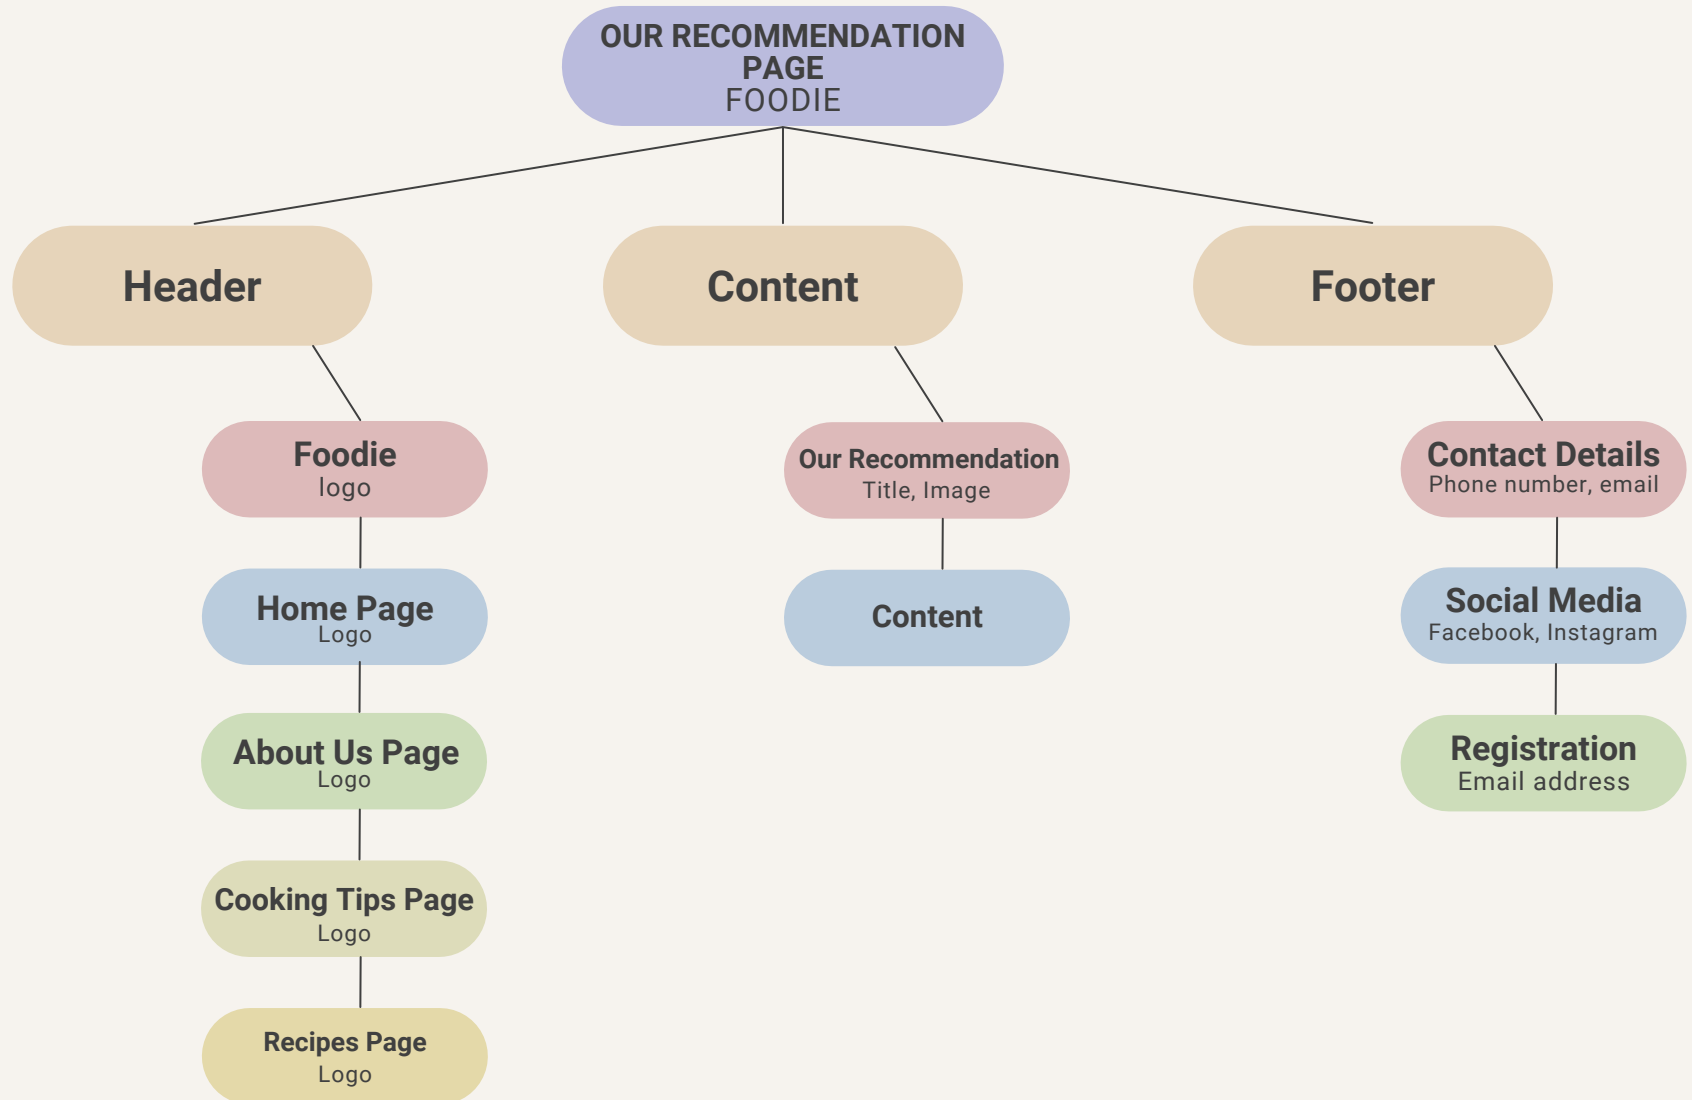 OUR RECOMMENDATION
PAGE
FOODIE
Header
Content
Footer
Foodie
logo
Home Page
Logo
About Us Page
Logo
Cooking Tips Page
Logo
Recipes Page
Logo
Our Recommendation
Title, Image
Content
Contact Details
Phone number, email
Social Media
Facebook, Instagram
Registration
Email address